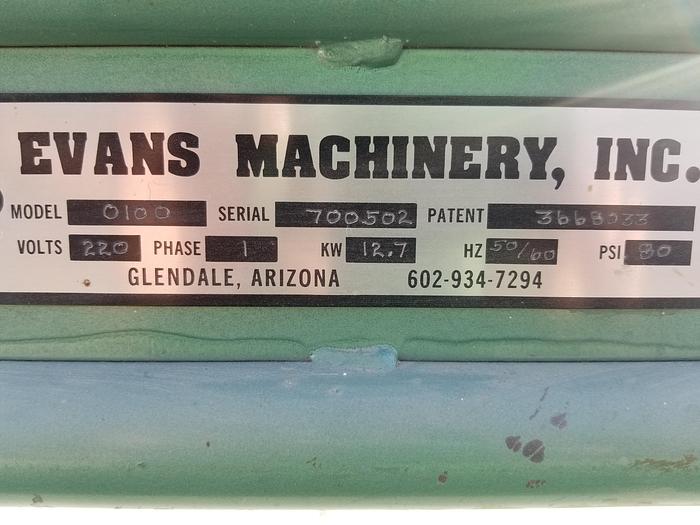 EVANS MACHINERY, INC.
MODEL 0100 SERIAL 700502 PATENT 3668033
VOLTS 220 PHASE 1 KW 12.7 HZ 50/60 PSI 80
GLENDALE, ARIZONA 602-934-7294